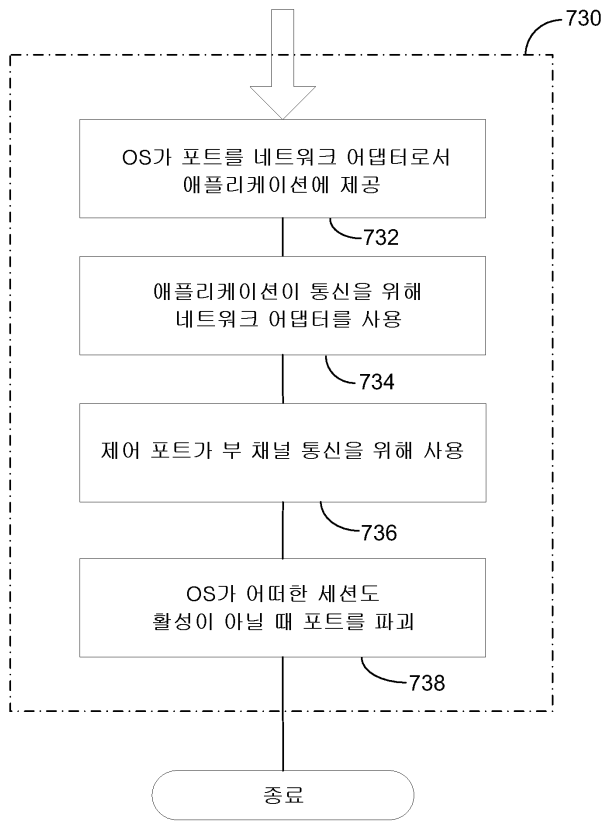 730
OS가 포트를 네트워크 어댑터로서
애플리케이션에 제공
732
애플리케이션이 통신을 위해
네트워크 어댑터를 사용
734
제어 포트가 부 채널 통신을 위해 사용
736
OS가 어떠한 세션도
활성이 아닐 때 포트를 파괴
738
종료